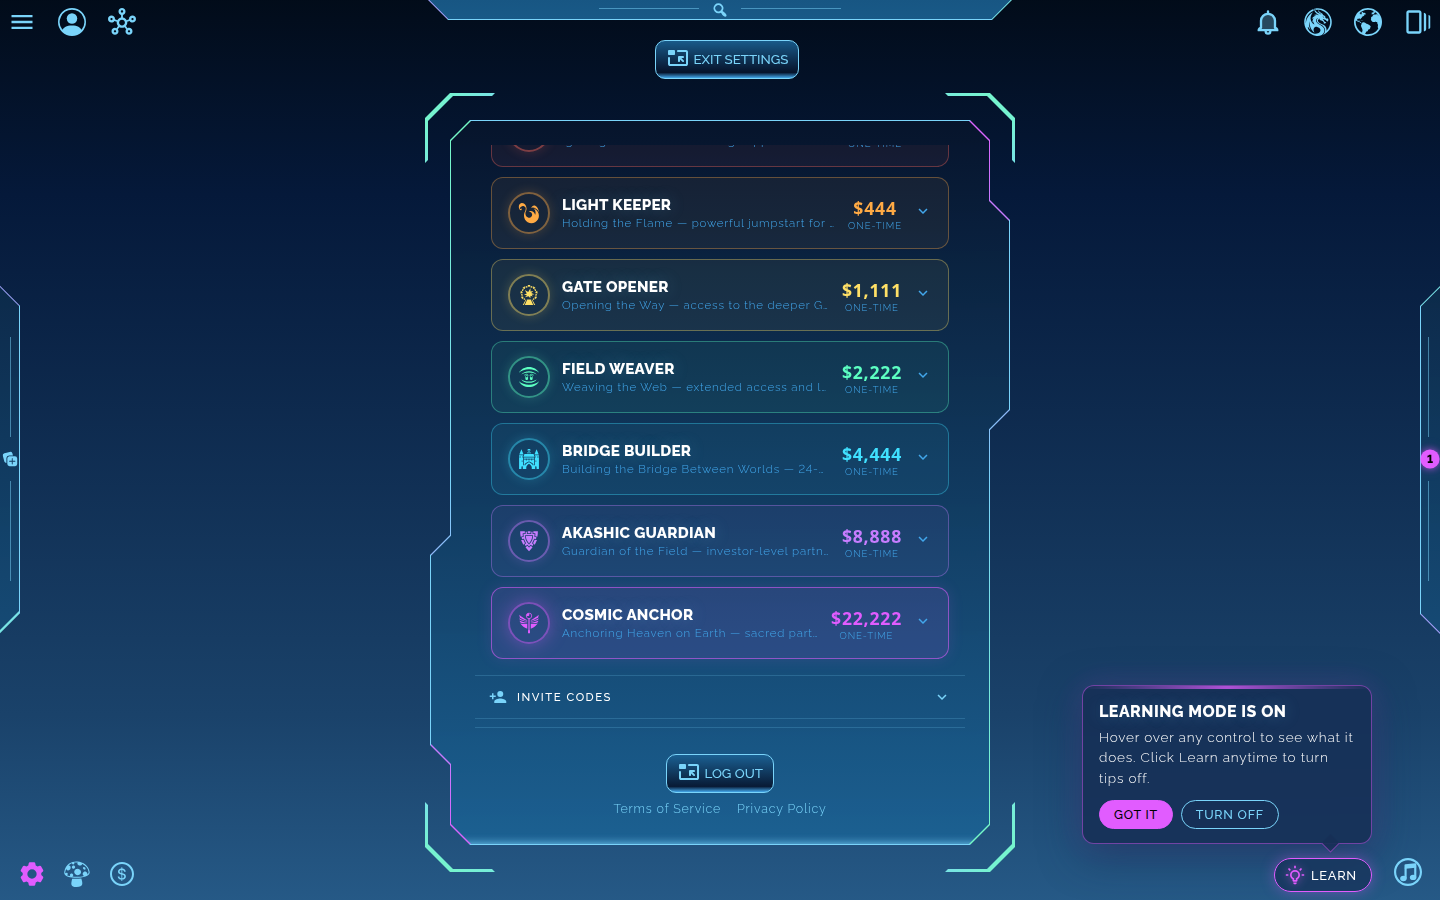 EXIT SETTINGS
LIGHT KEEPER
Holding the Flame — powerful jumpstart for ...
$444
ONE-TIME
GATE OPENER
Opening the Way — access to the deeper G...
$1,111
ONE-TIME
FIELD WEAVER
Weaving the Web — extended access and l...
$2,222
ONE-TIME
BRIDGE BUILDER
Building the Bridge Between Worlds — 24-...
$4,444
ONE-TIME
AKASHIC GUARDIAN
Guardian of the Field — investor-level partn...
$8,888
ONE-TIME
COSMIC ANCHOR
Anchoring Heaven on Earth — sacred part...
$22,222
ONE-TIME
INVITE CODES
LOG OUT
Terms of Service Privacy Policy
1
LEARNING MODE IS ON
Hover over any control to see what it
does. Click Learn anytime to turn
tips off.
GOT IT TURN OFF
LEARN